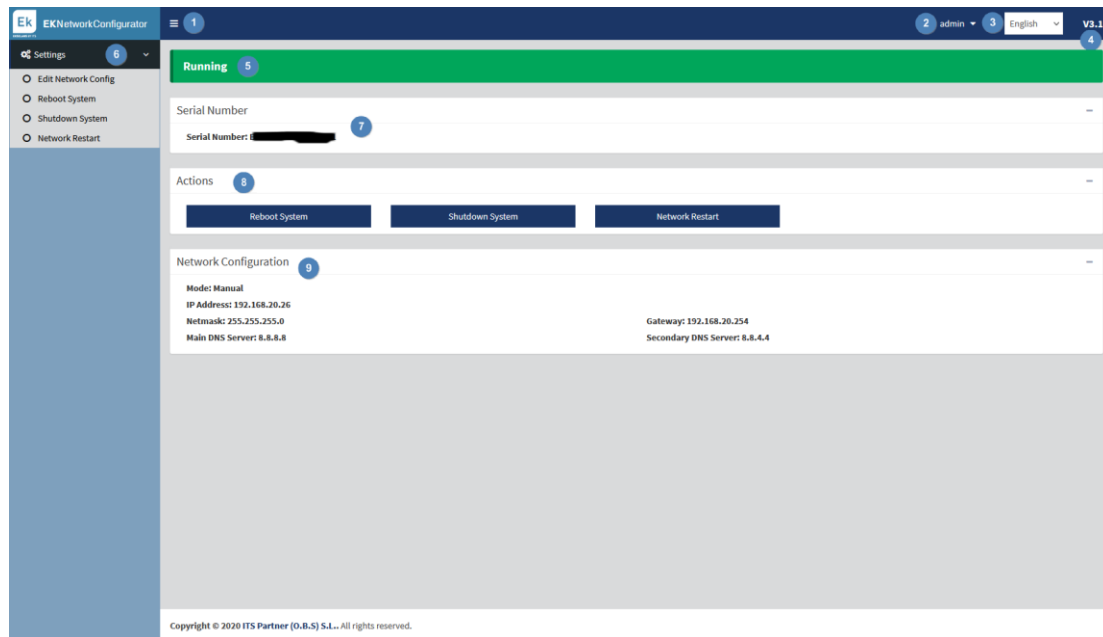 Ek EKNetworkConfigurator 1 2 admin 3 English V3.1
4
Settings 6
Edit Network Config
Reboot System
Shutdown System
Network Restart
Running 5
Serial Number
Serial Number: 7
Actions 8
Reboot System Shutdown System Network Restart
Network Configuration 9
Mode: Manual
IP Address: 192.168.20.26
Netmask: 255.255.255.0 Gateway: 192.168.20.254
Main DNS Server: 8.8.8.8 Secondary DNS Server: 8.8.4.4
Copyright © 2020 ITS Partner (O.B.S) S.L.. All rights reserved.